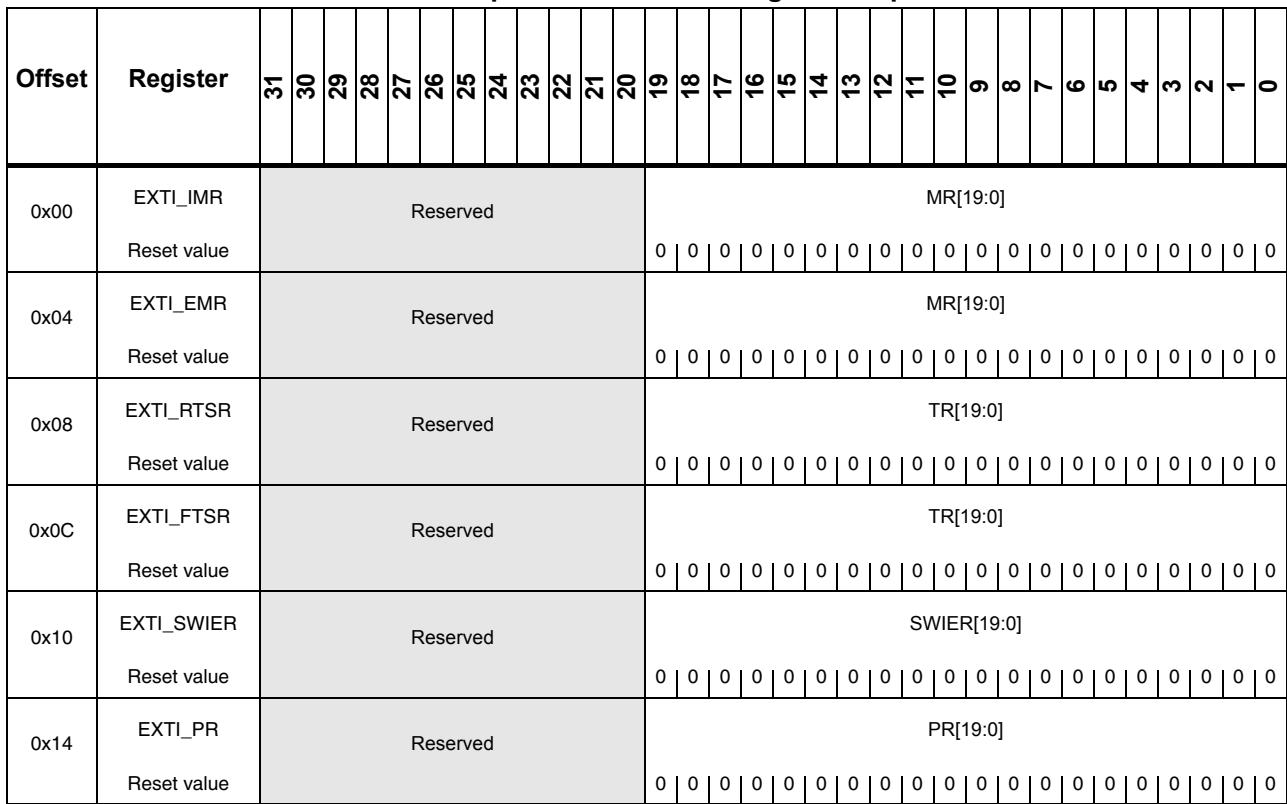 Offset Register 31 30 29 28 27 26 25 24 23 22 21 20 19 18 17 16 15 14 13 12 11 10 9 8 7 6 5 4 3 2 1 0
0x00 EXTI_IMR Reserved MR[19:0]
Reset value 0 0 0 0 0 0 0 0 0 0 0 0 0 0 0 0 0 0 0 0
0x04 EXTI_EMR Reserved MR[19:0]
Reset value 0 0 0 0 0 0 0 0 0 0 0 0 0 0 0 0 0 0 0 0
0x08 EXTI_RTSR Reserved TR[19:0]
Reset value 0 0 0 0 0 0 0 0 0 0 0 0 0 0 0 0 0 0 0 0
0x0C EXTI_FTSR Reserved TR[19:0]
Reset value 0 0 0 0 0 0 0 0 0 0 0 0 0 0 0 0 0 0 0 0
0x10 EXTI_SWIER Reserved SWIER[19:0]
Reset value 0 0 0 0 0 0 0 0 0 0 0 0 0 0 0 0 0 0 0 0
0x14 EXTI_PR Reserved PR[19:0]
Reset value 0 0 0 0 0 0 0 0 0 0 0 0 0 0 0 0 0 0 0 0